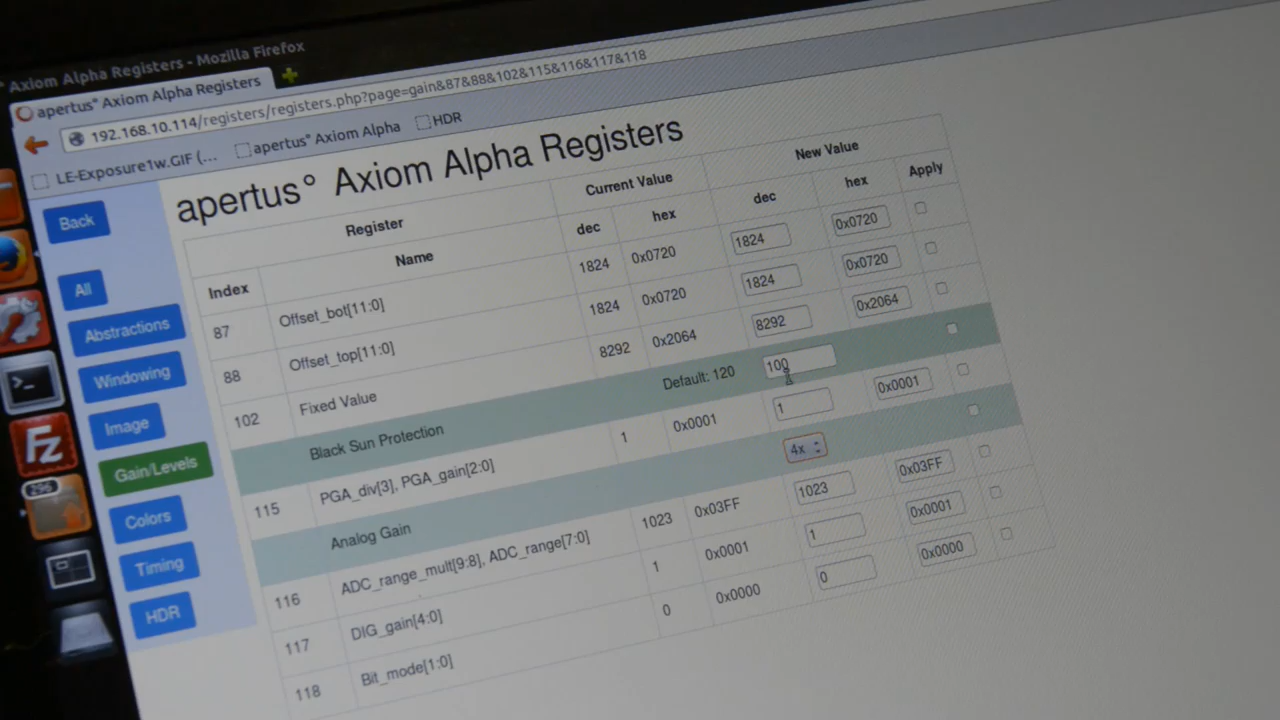 Axiom Alpha Registers - Mozilla Firefox
apertus° Axiom Alpha Registers
192.168.10.114/registers/registers.php?page=gain&87&88&102&115&116&117&118
LE-Exposure1w.GIF (... apertus° Axiom Alpha HDR
apertus° Axiom Alpha Registers
Back
All
Abstractions
Windowing
Image
Gain/Levels
Colors
Timing
HDR
296
Register Current Value New Value
Index Name dec hex dec hex Apply
87 Offset_bot[11:0] 1824 0x0720 1824 0x0720
88 Offset_top[11:0] 1824 0x0720 1824 0x0720
102 Fixed Value 8292 0x2064 8292 0x2064
Black Sun Protection Default: 120 100
115 PGA_div[3], PGA_gain[2:0] 1 0x0001 1 0x0001
Analog Gain 4x
116 ADC_range_mult[9:8], ADC_range[7:0] 1023 0x03FF 1023 0x03FF
117 DIG_gain[4:0] 1 0x0001 1 0x0001
118 Bit_mode[1:0] 0 0x0000 0 0x0000